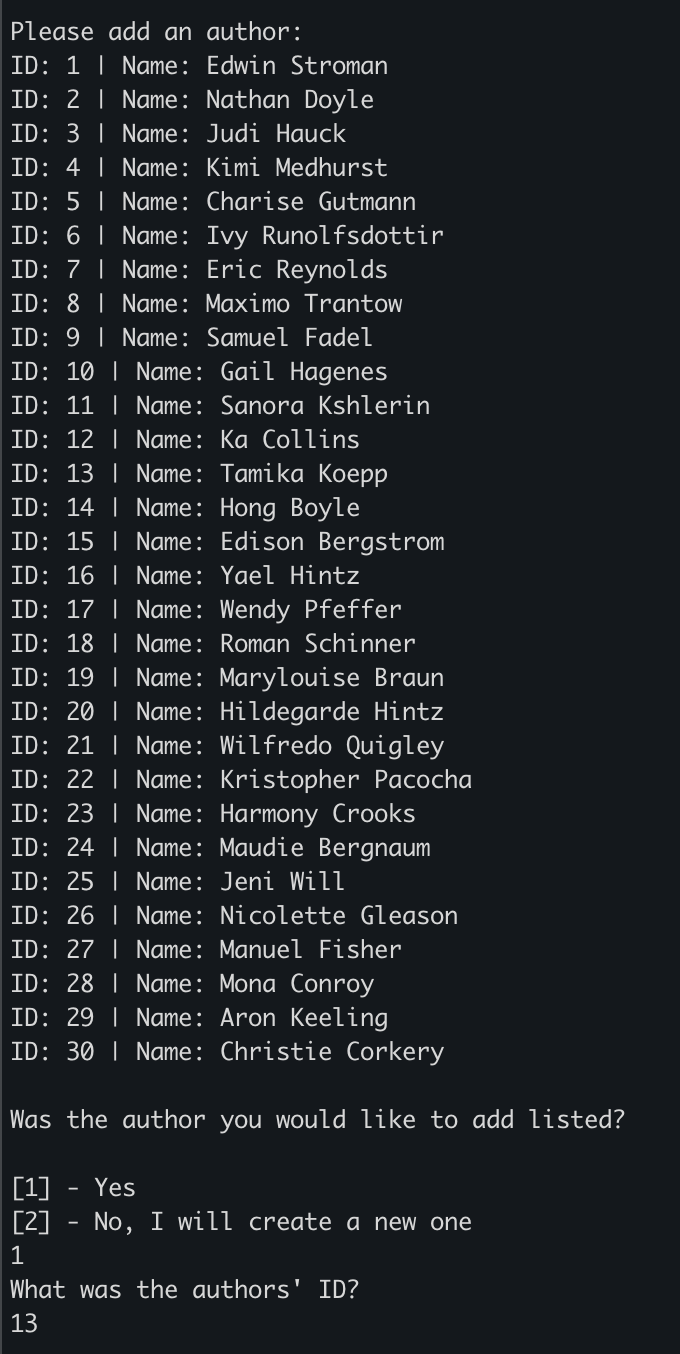 Please add an author:
ID: 1 | Name: Edwin Stroman
ID: 2 | Name: Nathan Doyle
ID: 3 | Name: Judi Hauck
ID: 4 | Name: Kimi Medhurst
ID: 5 | Name: Charise Gutmann
ID: 6 | Name: Ivy Runolfsdottir
ID: 7 | Name: Eric Reynolds
ID: 8 | Name: Maximo Trantow
ID: 9 | Name: Samuel Fadel
ID: 10 | Name: Gail Hagenes
ID: 11 | Name: Sanora Kshlerin
ID: 12 | Name: Ka Collins
ID: 13 | Name: Tamika Koepp
ID: 14 | Name: Hong Boyle
ID: 15 | Name: Edison Bergstrom
ID: 16 | Name: Yael Hintz
ID: 17 | Name: Wendy Pfeffer
ID: 18 | Name: Roman Schinner
ID: 19 | Name: Marylouise Braun
ID: 20 | Name: Hildegarde Hintz
ID: 21 | Name: Wilfredo Quigley
ID: 22 | Name: Kristopher Pacocha
ID: 23 | Name: Harmony Crooks
ID: 24 | Name: Maudie Bergnaum
ID: 25 | Name: Jeni Will
ID: 26 | Name: Nicolette Gleason
ID: 27 | Name: Manuel Fisher
ID: 28 | Name: Mona Conroy
ID: 29 | Name: Aron Keeling
ID: 30 | Name: Christie Corkery
Was the author you would like to add listed?
[1] - Yes
[2] - No, I will create a new one
1
What was the authors' ID?
13